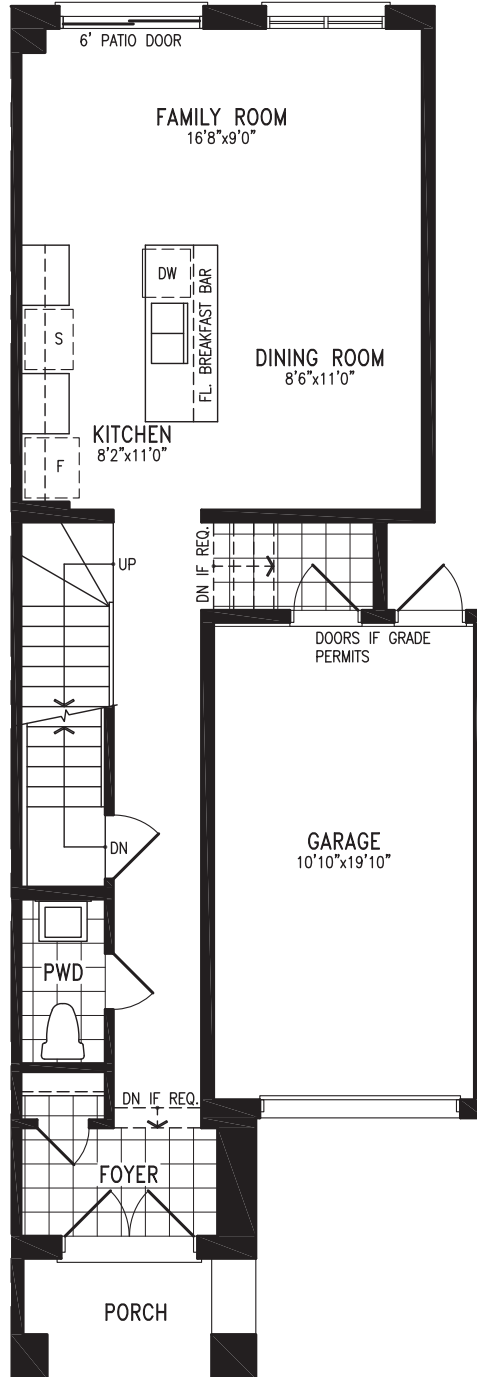 6' PATIO DOOR
FAMILY ROOM
16'8"x9'0"
DW
FL. BREAKFAST BAR
S
DINING ROOM
8'6"x11'0"
KITCHEN
8'2"x11'0"
F
UP
DN IF REQ.
DOORS IF GRADE
PERMITS
GARAGE
10'10"x19'10"
DN
PWD
DN IF REQ.
FOYER
PORCH